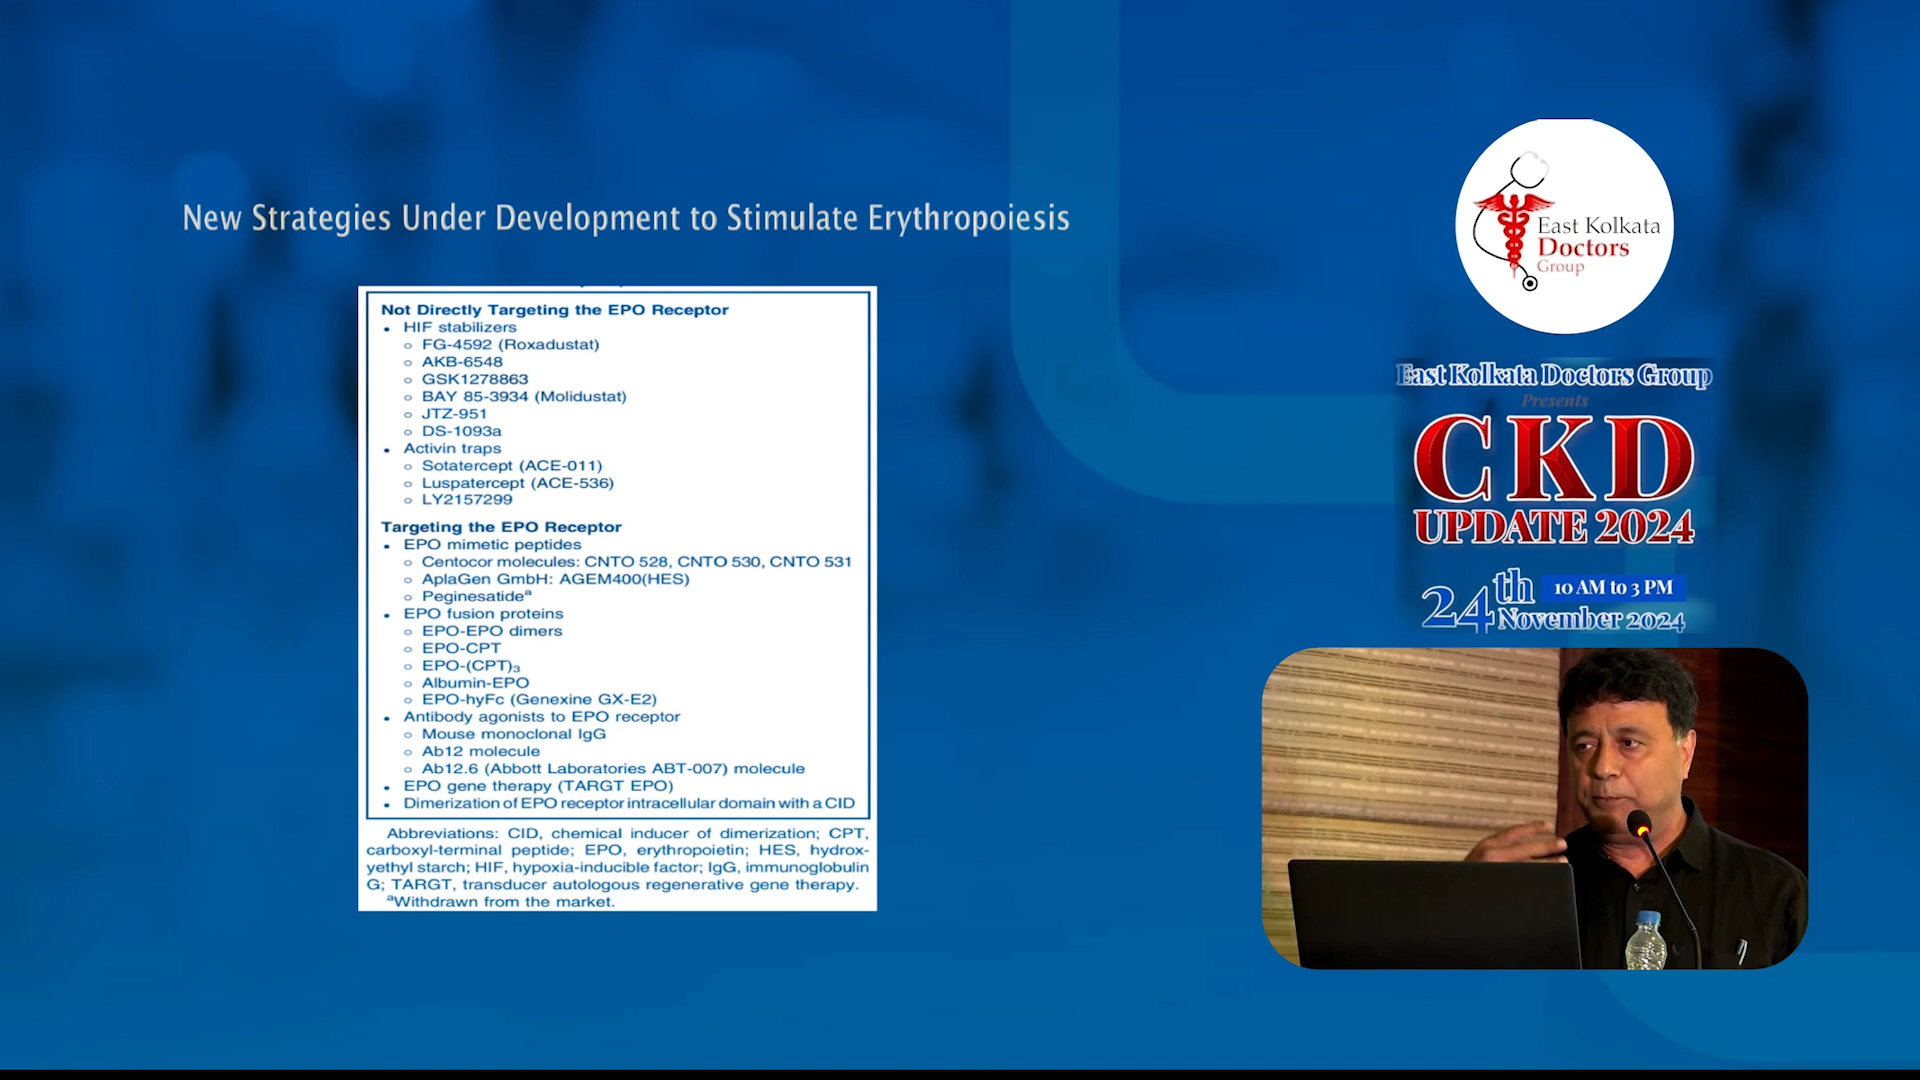 New Strategies Under Development to Stimulate Erythropoiesis
Not Directly Targeting the EPO Receptor
• HIF stabilizers
○ FG-4592 (Roxadustat)
○ AKB-6548
○ GSK1278863
○ BAY 85-3934 (Molidustat)
○ JTZ-951
○ DS-1093a
• Activin traps
○ Sotatercept (ACE-011)
○ Luspatercept (ACE-536)
○ LY2157299
Targeting the EPO Receptor
• EPO mimetic peptides
○ Centocor molecules: CNTO 528, CNTO 530, CNTO 531
○ AplaGen GmbH: AGEM400(HES)
○ Peginesatideᵃ
• EPO fusion proteins
○ EPO-EPO dimers
○ EPO-CPT
○ EPO-(CPT)₃
○ Albumin-EPO
○ EPO-hyFc (Genexine GX-E2)
• Antibody agonists to EPO receptor
○ Mouse monoclonal IgG
○ Ab12 molecule
○ Ab12.6 (Abbott Laboratories ABT-007) molecule
• EPO gene therapy (TARGT EPO)
• Dimerization of EPO receptor intracellular domain with a CID
Abbreviations: CID, chemical inducer of dimerization; CPT,
carboxyl-terminal peptide; EPO, erythropoietin; HES, hydrox-
yethyl starch; HIF, hypoxia-inducible factor; IgG, immunoglobulin
G; TARGT, transducer autologous regenerative gene therapy.
ᵃWithdrawn from the market.
East Kolkata
Doctors
Group
East Kolkata Doctors Group
Presents
CKD
UPDATE 2024
24th
10 AM to 3 PM
November 2024